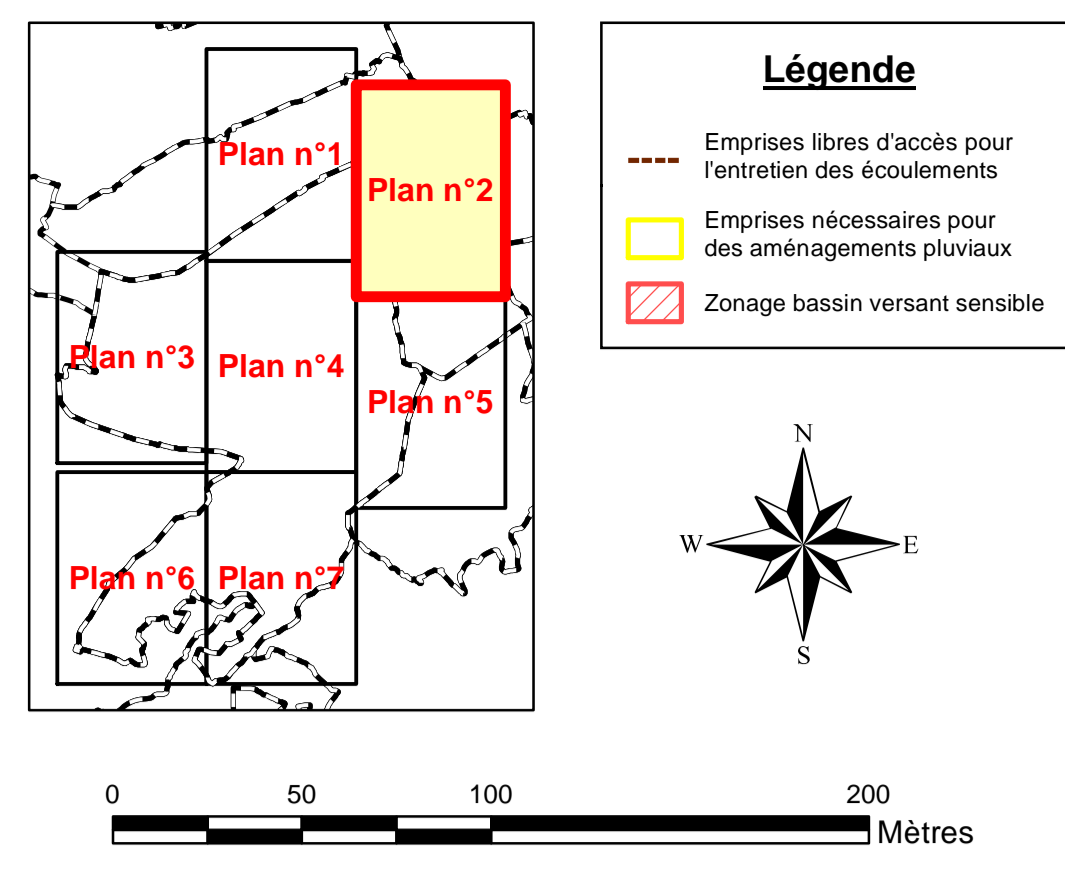 Plan n°1
Plan n°2
Plan n°3
Plan n°4
Plan n°5
Plan n°6
Plan n°7
Légende
Emprises libres d'accès pour
l'entretien des écoulements
Emprises nécessaires pour
des aménagements pluviaux
Zonage bassin versant sensible
N
W
E
S
0 50 100 200
Mètres